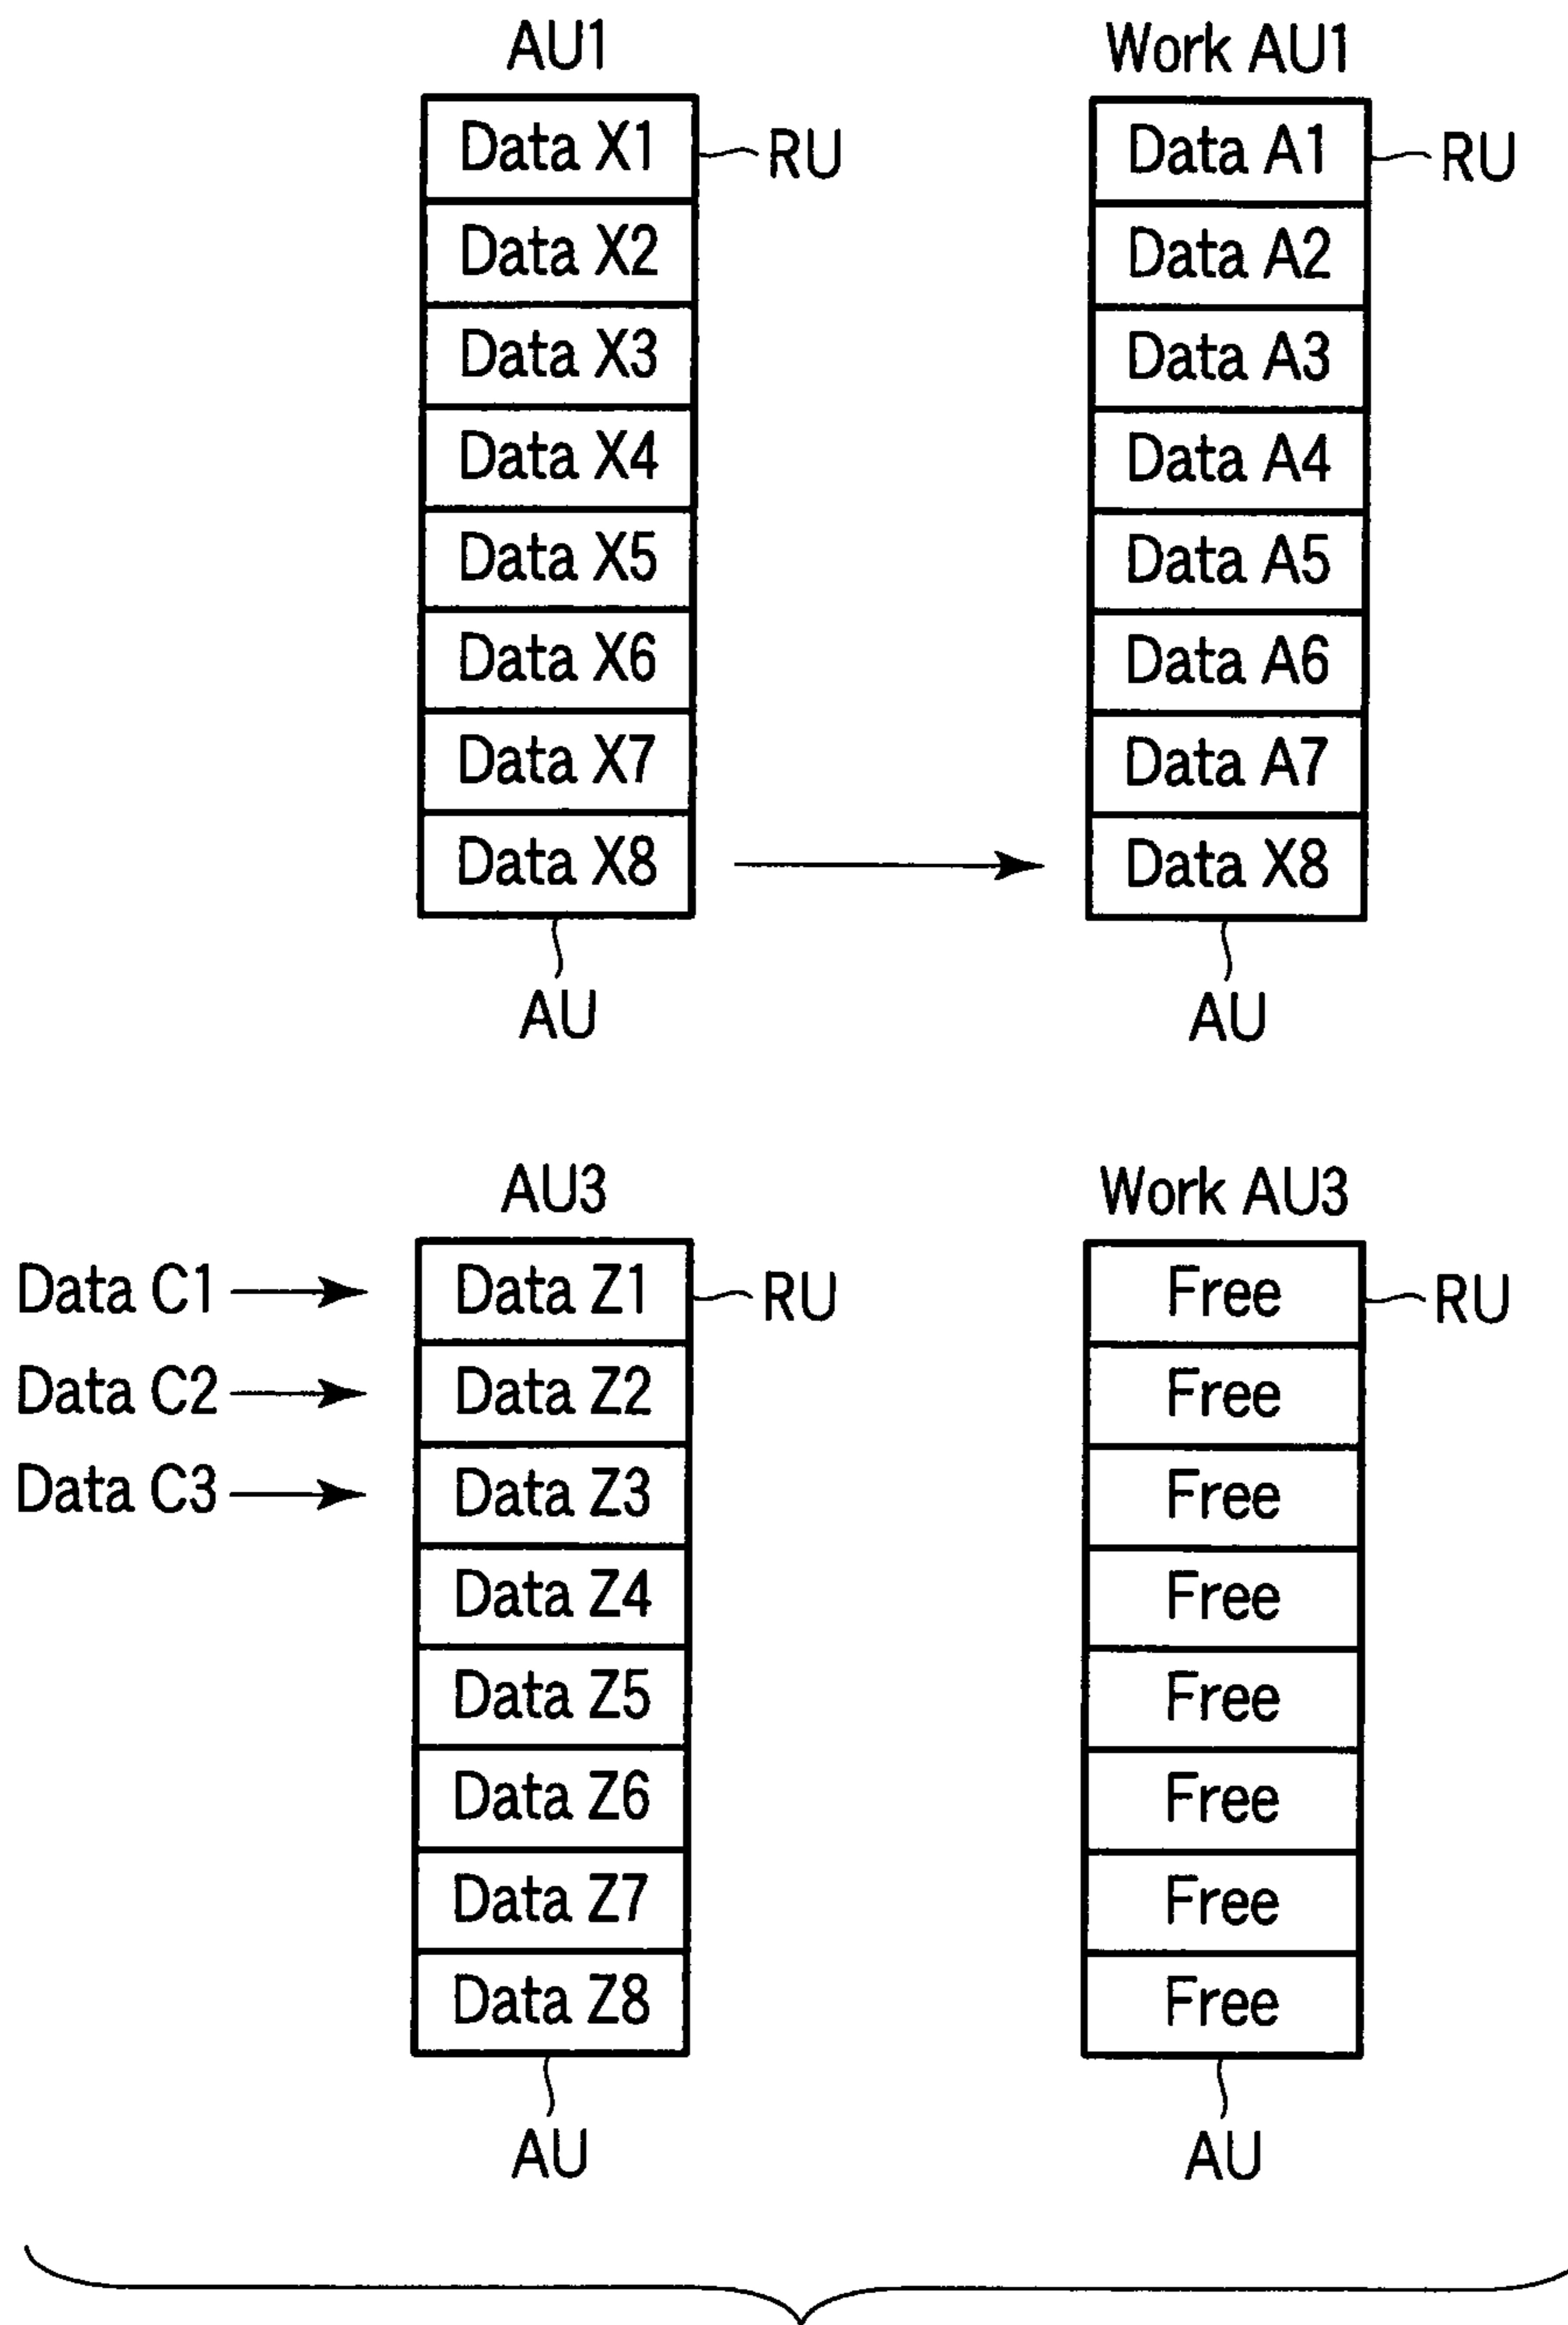 AU1 Work AU1
Data X1 RU Data A1 RU
Data X2 Data A2
Data X3 Data A3
Data X4 Data A4
Data X5 Data A5
Data X6 Data A6
Data X7 Data A7
Data X8 Data X8
AU AU
AU3 Work AU3
Data C1 Data Z1 RU Free RU
Data C2 Data Z2 Free
Data C3 Data Z3 Free
Data Z4 Free
Data Z5 Free
Data Z6 Free
Data Z7 Free
Data Z8 Free
AU AU